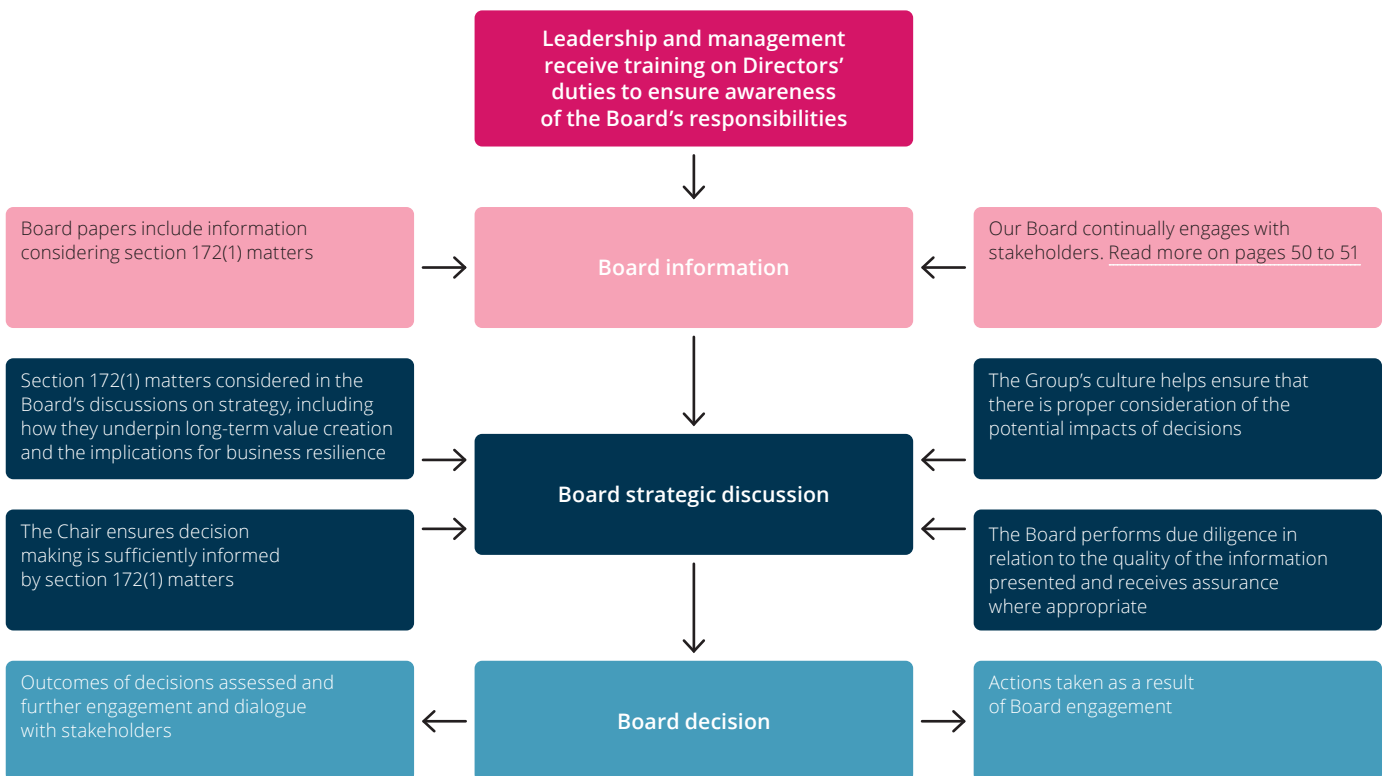 Leadership and management
receive training on Directors’
duties to ensure awareness
of the Board’s responsibilities
Board papers include information
considering section 172(1) matters
Board information
Our Board continually engages with
stakeholders. Read more on pages 50 to 51
Section 172(1) matters considered in the
Board’s discussions on strategy, including
how they underpin long-term value creation
and the implications for business resilience
The Group’s culture helps ensure that
there is proper consideration of the
potential impacts of decisions
Board strategic discussion
The Chair ensures decision
making is sufficiently informed
by section 172(1) matters
The Board performs due diligence in
relation to the quality of the information
presented and receives assurance
where appropriate
Outcomes of decisions assessed and
further engagement and dialogue
with stakeholders
Board decision
Actions taken as a result
of Board engagement